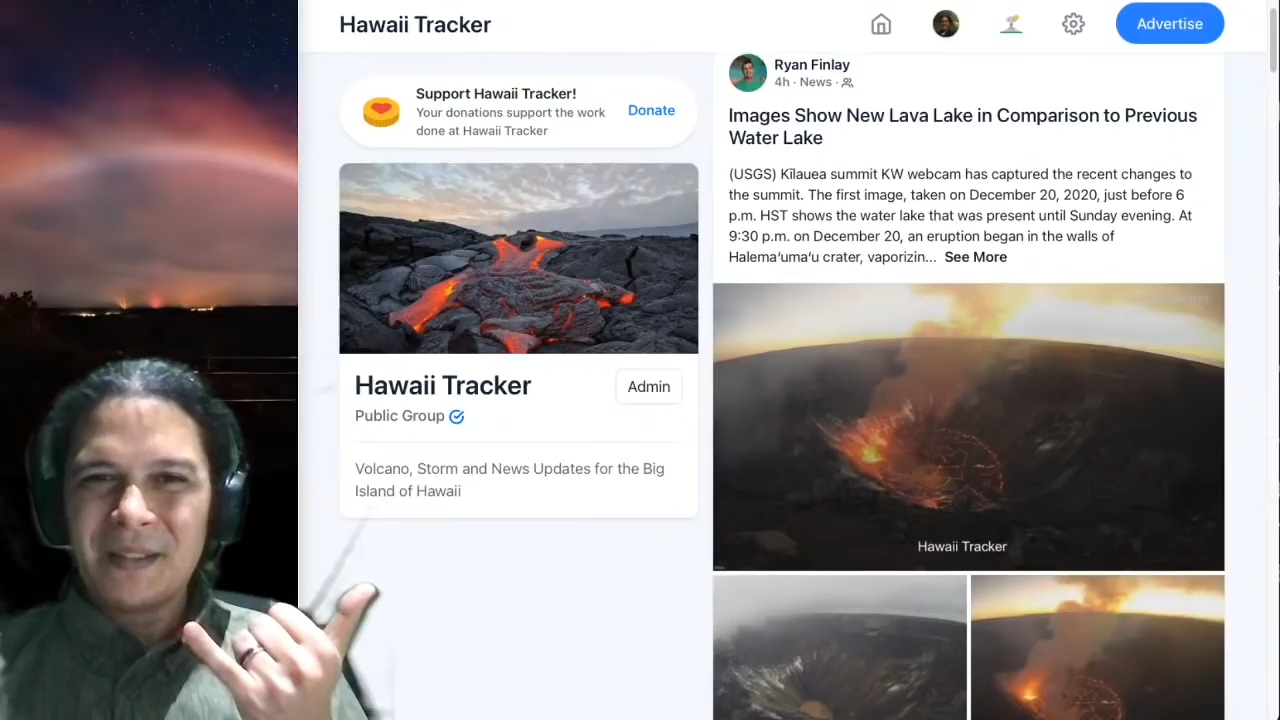 Hawaii Tracker
Advertise
Support Hawaii Tracker!
Your donations support the work
done at Hawaii Tracker
Donate
Hawaii Tracker
Admin
Public Group
Volcano, Storm and News Updates for the Big
Island of Hawaii
Ryan Finlay
4h · News ·
Images Show New Lava Lake in Comparison to Previous
Water Lake
(USGS) Kīlauea summit KW webcam has captured the recent changes to
the summit. The first image, taken on December 20, 2020, just before 6
p.m. HST shows the water lake that was present until Sunday evening. At
9:30 p.m. on December 20, an eruption began in the walls of
Halemaʻumaʻu crater, vaporizin... See More
Hawaii Tracker